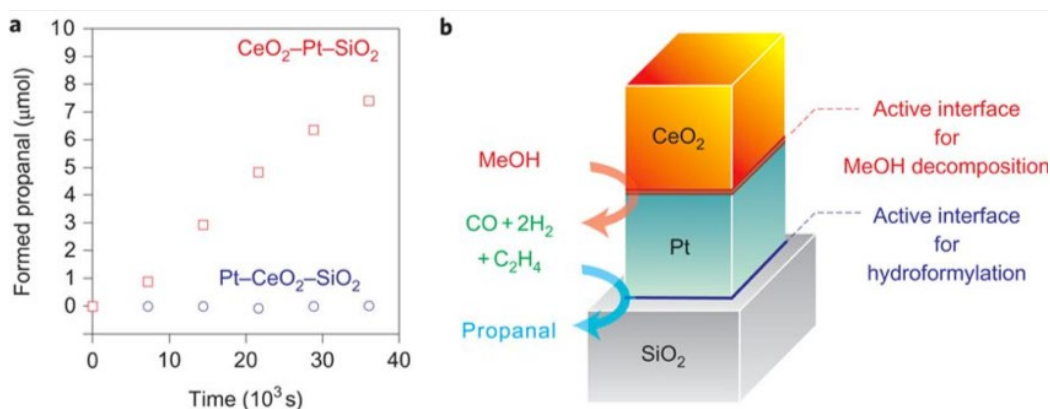 a
10
9
8
7
6
5
4
3
2
1
0
Formed propanal (μmol)
CeO₂–Pt–SiO₂
Pt–CeO₂–SiO₂
0 10 20 30 40
Time (10³ s)
b
MeOH
CO + 2H₂
+ C₂H₄
Propanal
CeO₂
Pt
SiO₂
Active interface
for
MeOH decomposition
Active interface
for
hydroformylation